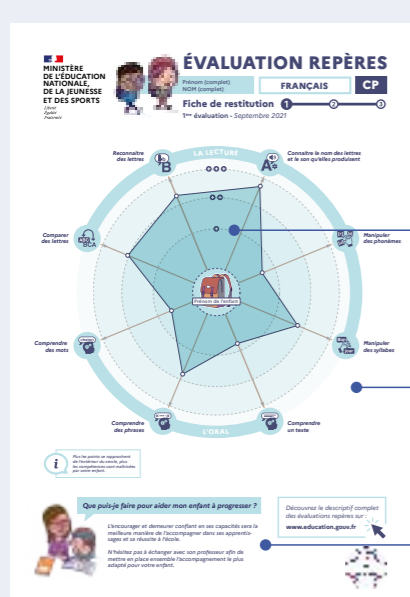 MINISTÈRE
DE L'ÉDUCATION
NATIONALE,
DE LA JEUNESSE
ET DES SPORTS
Liberté
Égalité
Fraternité
ÉVALUATION REPÈRES
Prénom (complet)
NOM (complet)
FRANÇAIS
CP
Fiche de restitution 1 2 3
1ère évaluation - Septembre 2021
LA LECTURE
Reconnaître
des lettres
B
Connaître le nom des lettres
et le son qu'elles produisent
A
Comparer
des lettres
ABC
BCA
Manipuler
des phonèmes
Prénom de l'enfant
Comprendre
des mots
Manipuler
des syllabes
Comprendre
des phrases
L'ORAL
Comprendre
un texte
i
Plus les points se rapprochent
de l'extérieur du cercle, plus
les compétences sont maîtrisées
par votre enfant.
Que puis-je faire pour aider mon enfant à progresser ?
L'encourager et demeurer confiant en ses capacités sera la
meilleure manière de l'accompagner dans ses apprentis-
sages et sa réussite à l'école.
N'hésitez pas à échanger avec son professeur afin de
mettre en place ensemble l'accompagnement le plus
adapté pour votre enfant.
Découvrez le descriptif complet
des évaluations repères sur :
www.education.gouv.fr